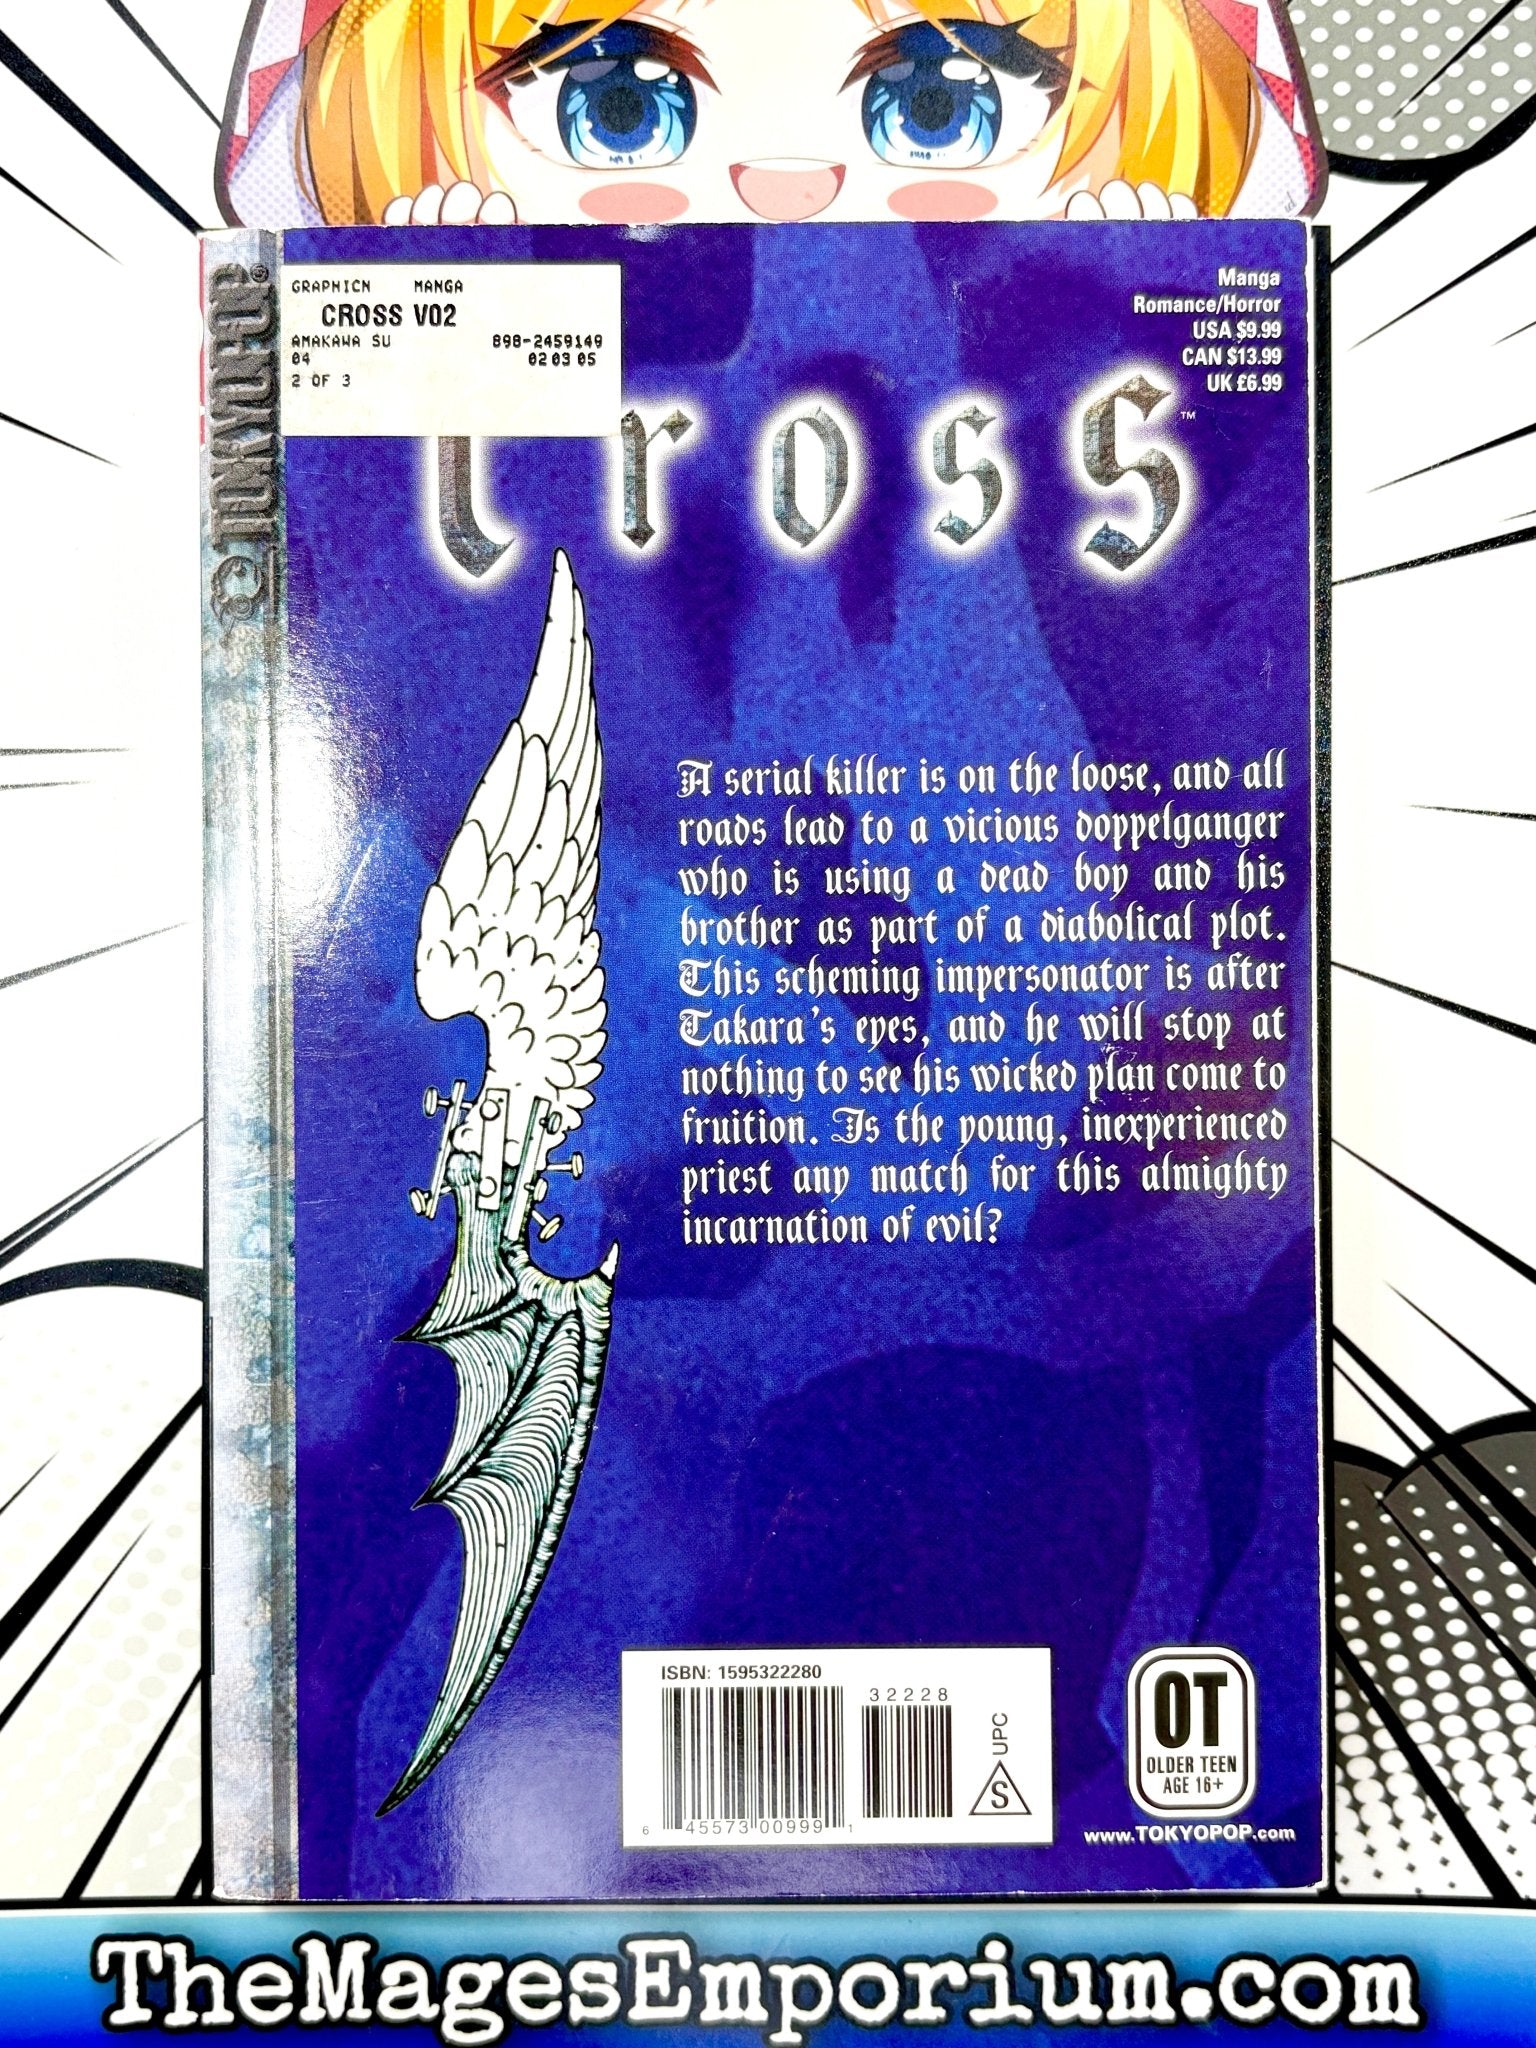 TOKYOPOP
GRAPHICN MANGA
CROSS V02
AMAKAWA SU 898-2459149
04 02 03 05
2 OF 3
Manga
Romance/Horror
USA $9.99
CAN $13.99
UK £6.99
Cross™
A serial killer is on the loose, and all
roads lead to a vicious doppelganger
who is using a dead boy and his
brother as part of a diabolical plot.
This scheming impersonator is after
Takara's eyes, and he will stop at
nothing to see his wicked plan come to
fruition. Is the young, inexperienced
priest any match for this almighty
incarnation of evil?
ISBN: 1595322280
32228
6 45573 00999 1
UPC
S
OT
OLDER TEEN
AGE 16+
www.TOKYOPOP.com
TheMagesEmporium.com